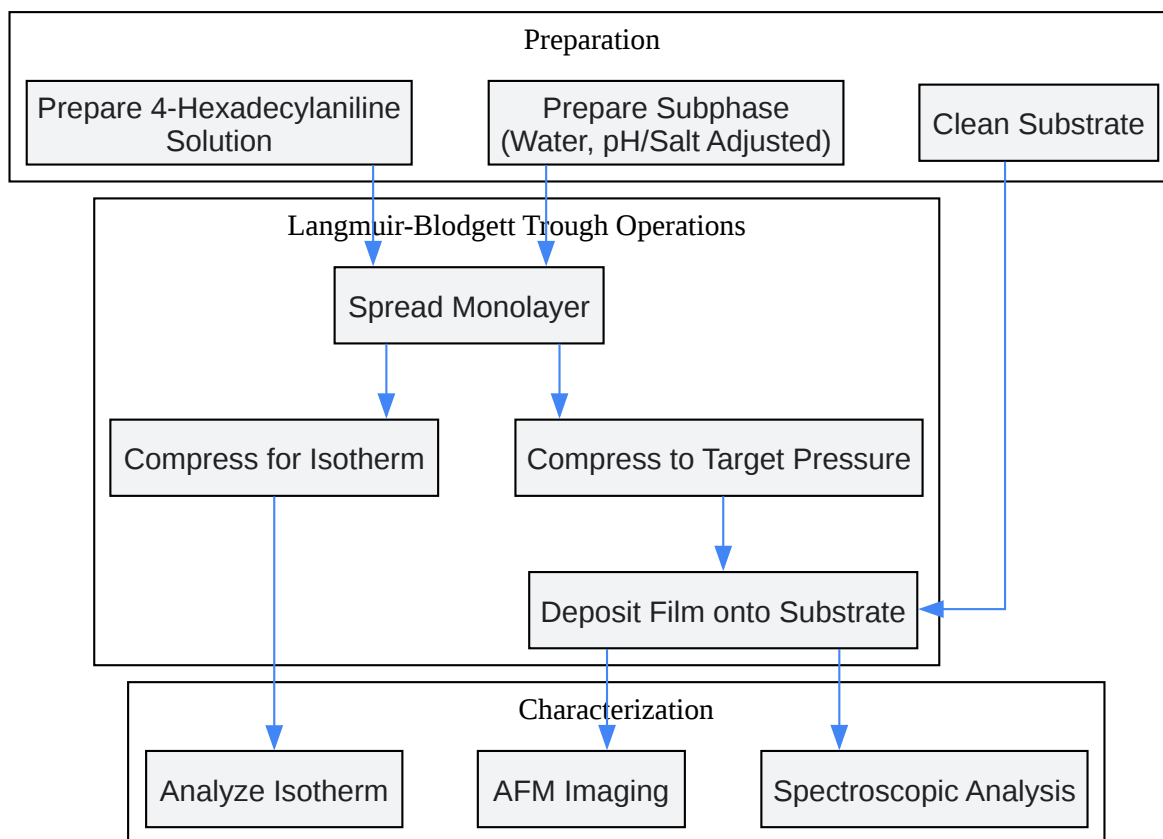 Preparation
Prepare 4-Hexadecylaniline
Solution
Prepare Subphase
(Water, pH/Salt Adjusted)
Clean Substrate
Langmuir-Blodgett Trough Operations
Spread Monolayer
Compress for Isotherm
Compress to Target Pressure
Deposit Film onto Substrate
Characterization
Analyze Isotherm
AFM Imaging
Spectroscopic Analysis